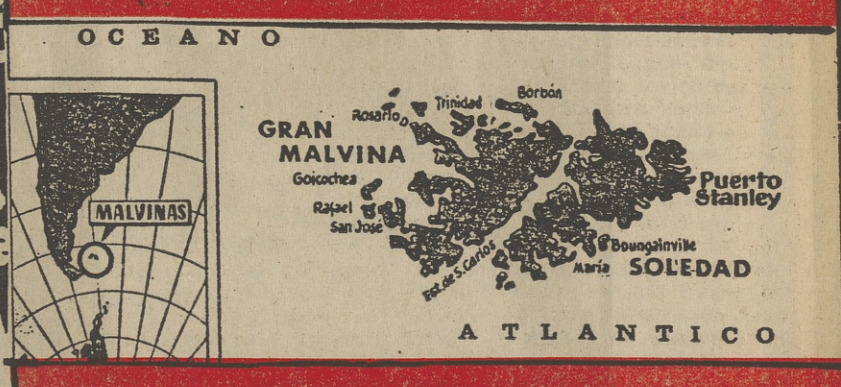 OCEANO
MALVINAS
GRAN
MALVINA
Rosario
Trinidad
Borbón
Goicochea
Rafael
San José
Est. de S. Carlos
Puerto
Stanley
Boungainville
María
SOLEDAD
ATLANTICO